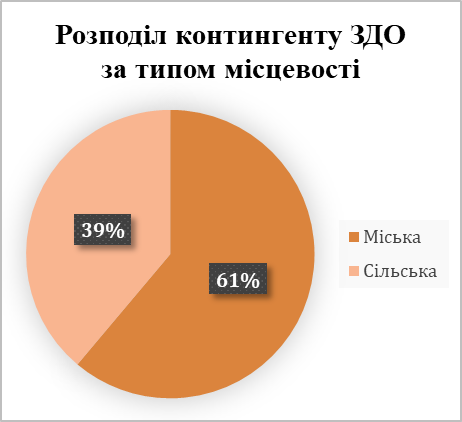 Розподіл контингенту ЗДО
за типом місцевості
39%
61%
Міська
Сільська